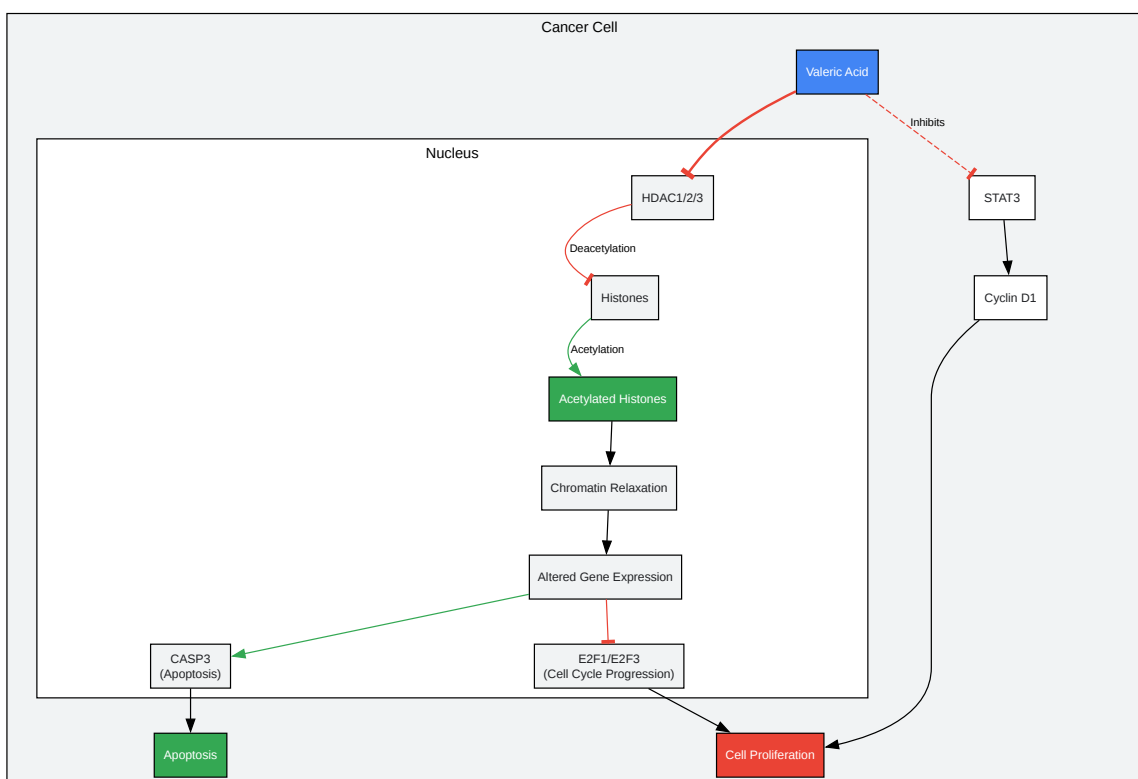 Cancer Cell
Valeric Acid
Inhibits
Nucleus
HDAC1/2/3
STAT3
Deacetylation
Histones
Cyclin D1
Acetylation
Acetylated Histones
Chromatin Relaxation
Altered Gene Expression
CASP3
(Apoptosis)
E2F1/E2F3
(Cell Cycle Progression)
Apoptosis
Cell Proliferation